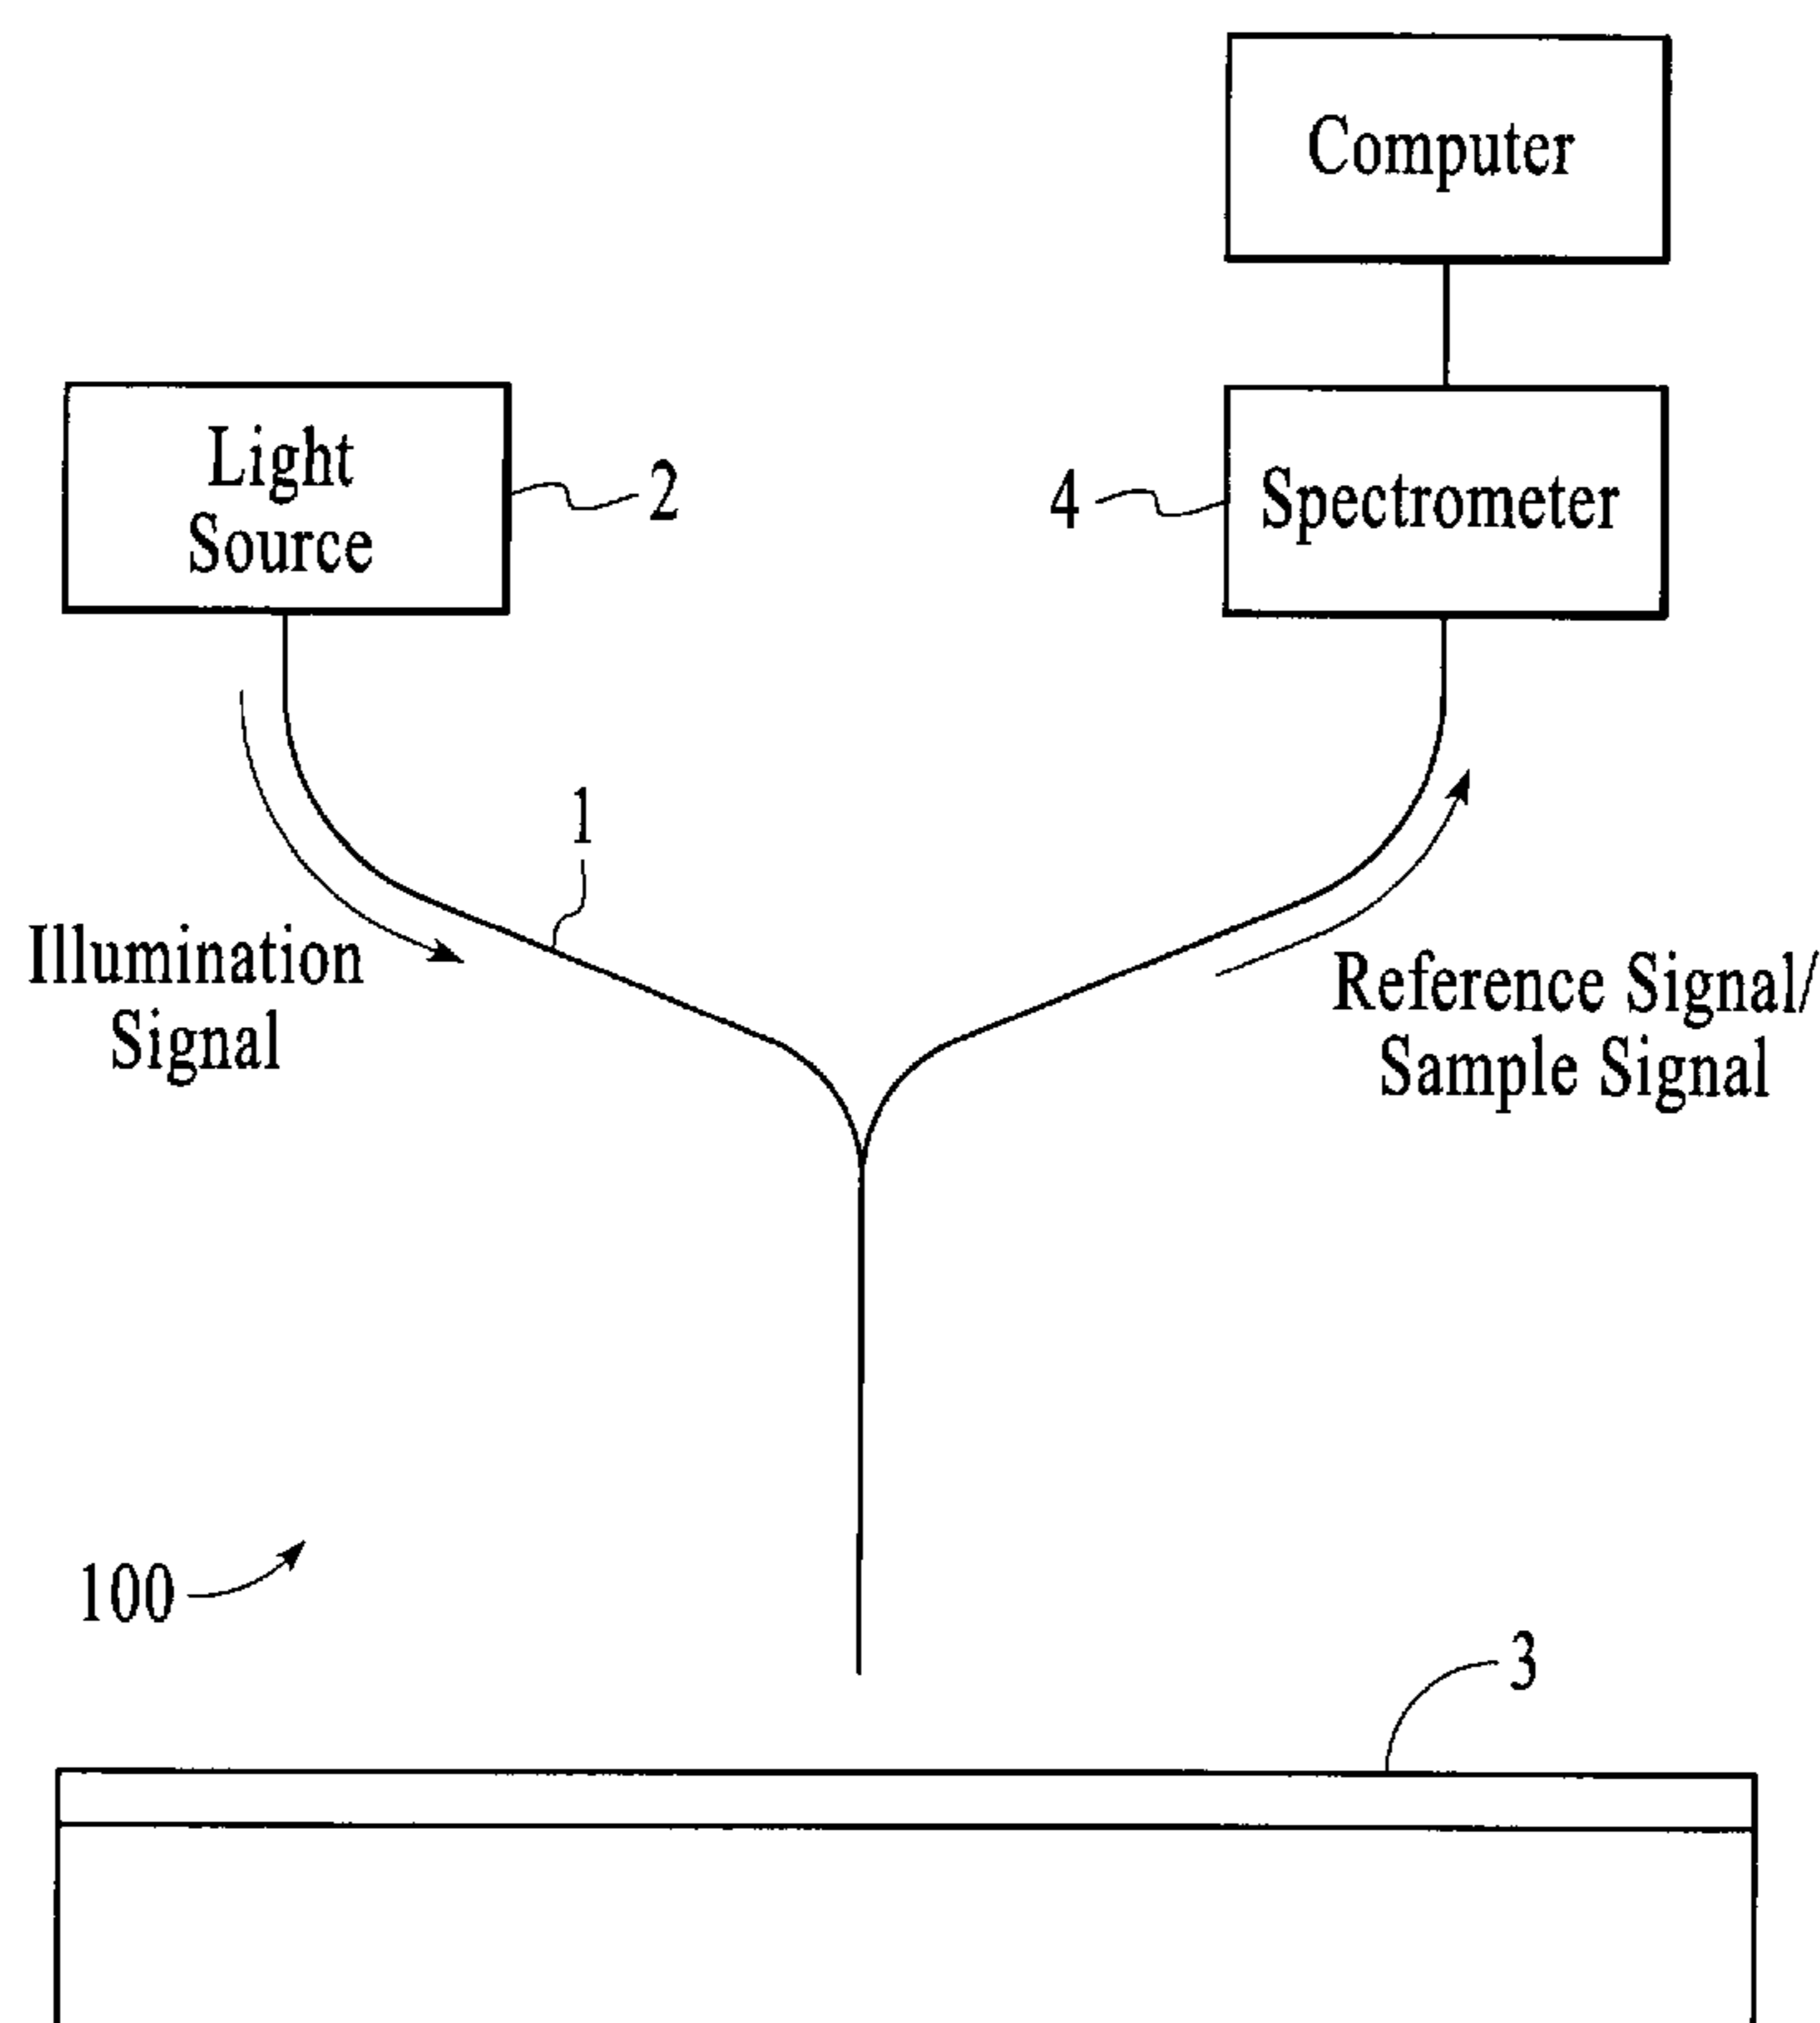 Computer
Light
Source
2
4
Spectrometer
1
Illumination
Signal
Reference Signal/
Sample Signal
100
3